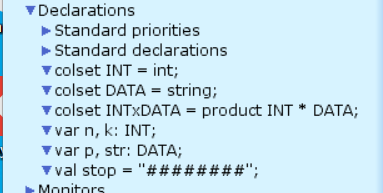 Declarations
Standard priorities
Standard declarations
colset INT = int;
colset DATA = string;
colset INTxDATA = product INT * DATA;
var n, k: INT;
var p, str: DATA;
val stop = "########";
Monitors